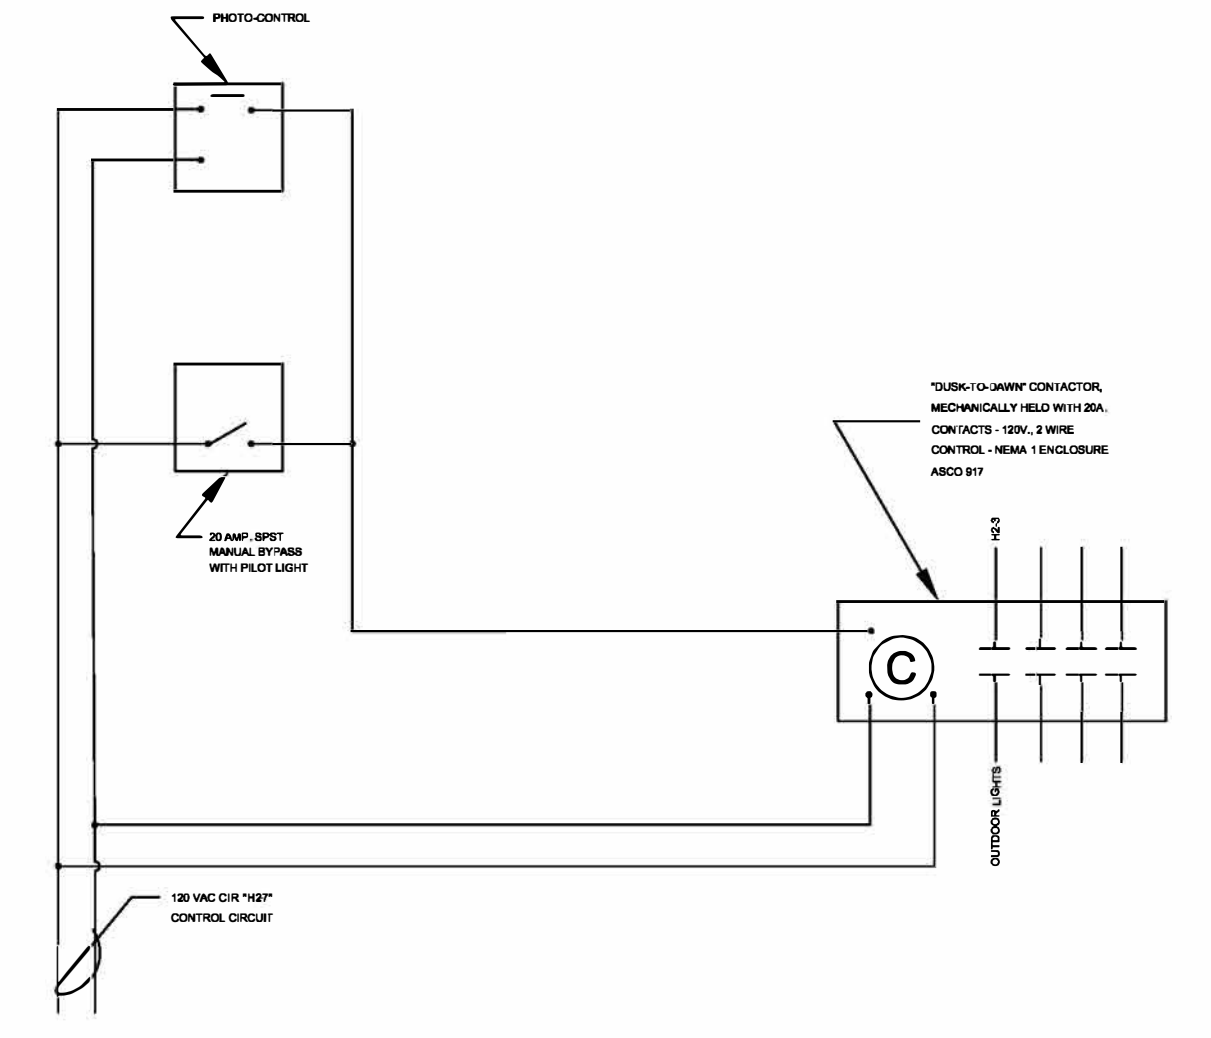 PHOTO-CONTROL
"DUSK-TO-DAWN" CONTACTOR,
MECHANICALLY HELD WITH 20A.
CONTACTS - 120V., 2 WIRE
CONTROL - NEMA 1 ENCLOSURE
ASCO 917
20 AMP. SPST
MANUAL BYPASS
WITH PILOT LIGHT
H2-3
C
OUTDOOR LIGHTS
120 VAC CIR "H27"
CONTROL CIRCUIT